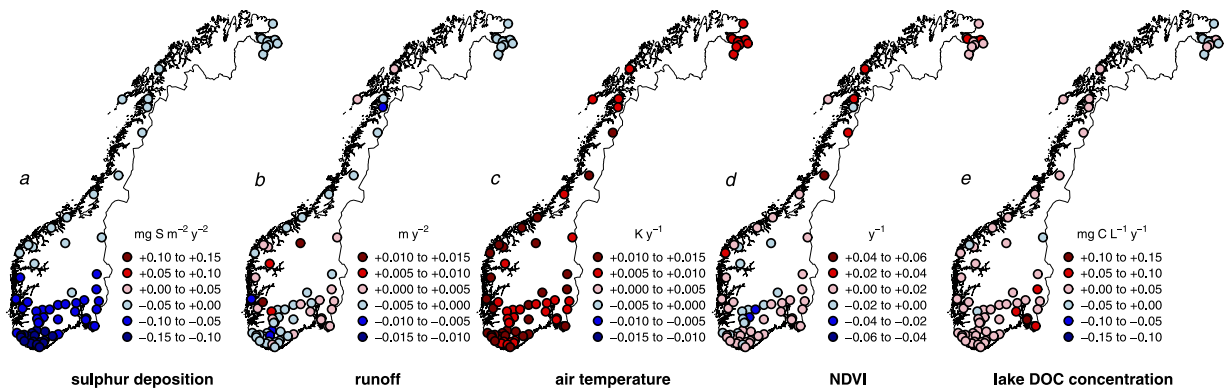 a
mg S m⁻² y⁻²
+0.10 to +0.15
+0.05 to +0.10
+0.00 to +0.05
−0.05 to +0.00
−0.10 to −0.05
−0.15 to −0.10
sulphur deposition
b
m y⁻²
+0.010 to +0.015
+0.005 to +0.010
+0.000 to +0.005
−0.005 to +0.000
−0.010 to −0.005
−0.015 to −0.010
runoff
c
K y⁻¹
+0.010 to +0.015
+0.005 to +0.010
+0.000 to +0.005
−0.005 to +0.000
−0.010 to −0.005
−0.015 to −0.010
air temperature
d
y⁻¹
+0.04 to +0.06
+0.02 to +0.04
+0.00 to +0.02
−0.02 to +0.00
−0.04 to −0.02
−0.06 to −0.04
NDVI
e
mg C L⁻¹ y⁻¹
+0.10 to +0.15
+0.05 to +0.10
+0.00 to +0.05
−0.05 to +0.00
−0.10 to −0.05
−0.15 to −0.10
lake DOC concentration